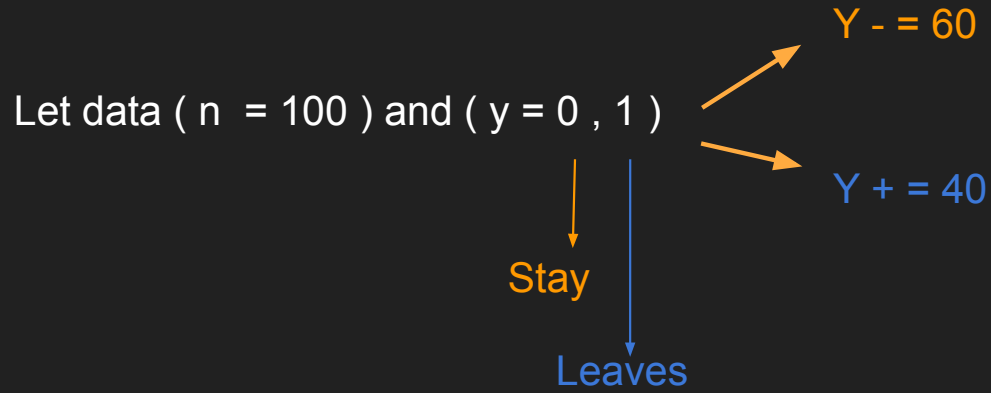 Y - = 60
Let data ( n = 100 ) and ( y = 0 , 1 )
Y + = 40
Stay
Leaves